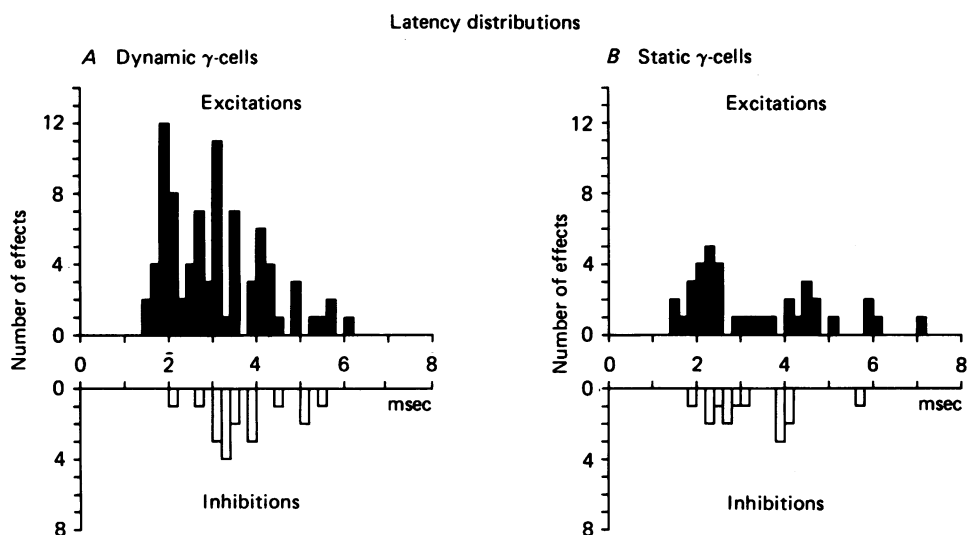 Latency distributions
A Dynamic γ-cells
Excitations
12
8
4
0
Number of effects
0 2 4 6 8
0
msec
4
Inhibitions
8
B Static γ-cells
Excitations
12
8
4
0
Number of effects
0 2 4 6 8
0
msec
4
Inhibitions
8